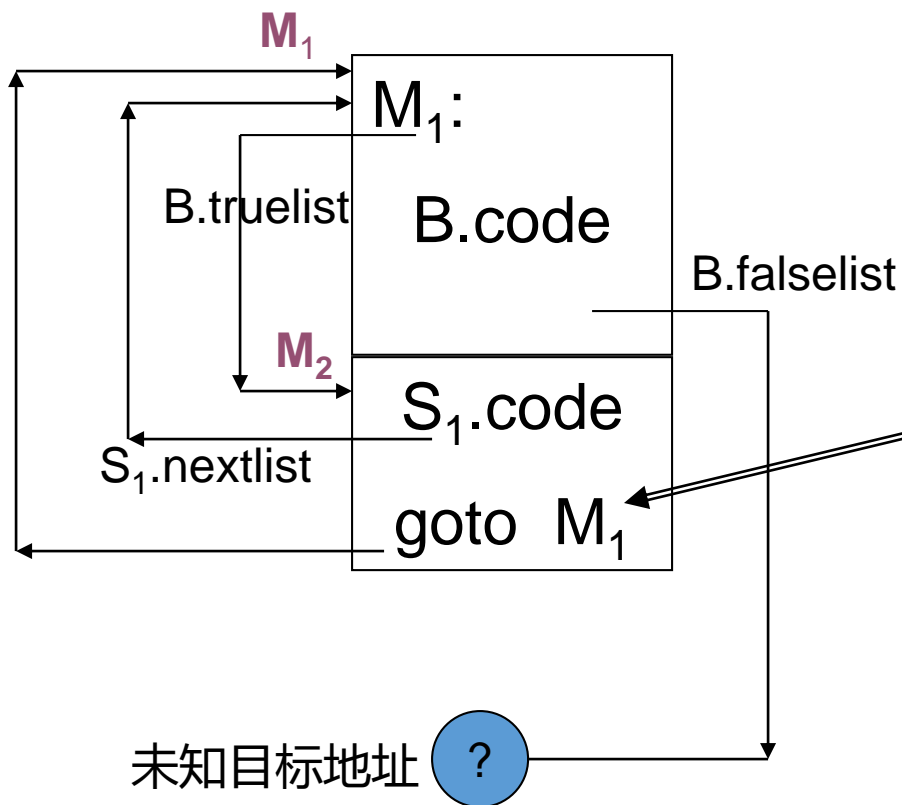 M₁
M₁:
B.truelist
B.code
B.falselist
M₂
S₁.code
S₁.nextlist
goto M₁
未知目标地址 ?